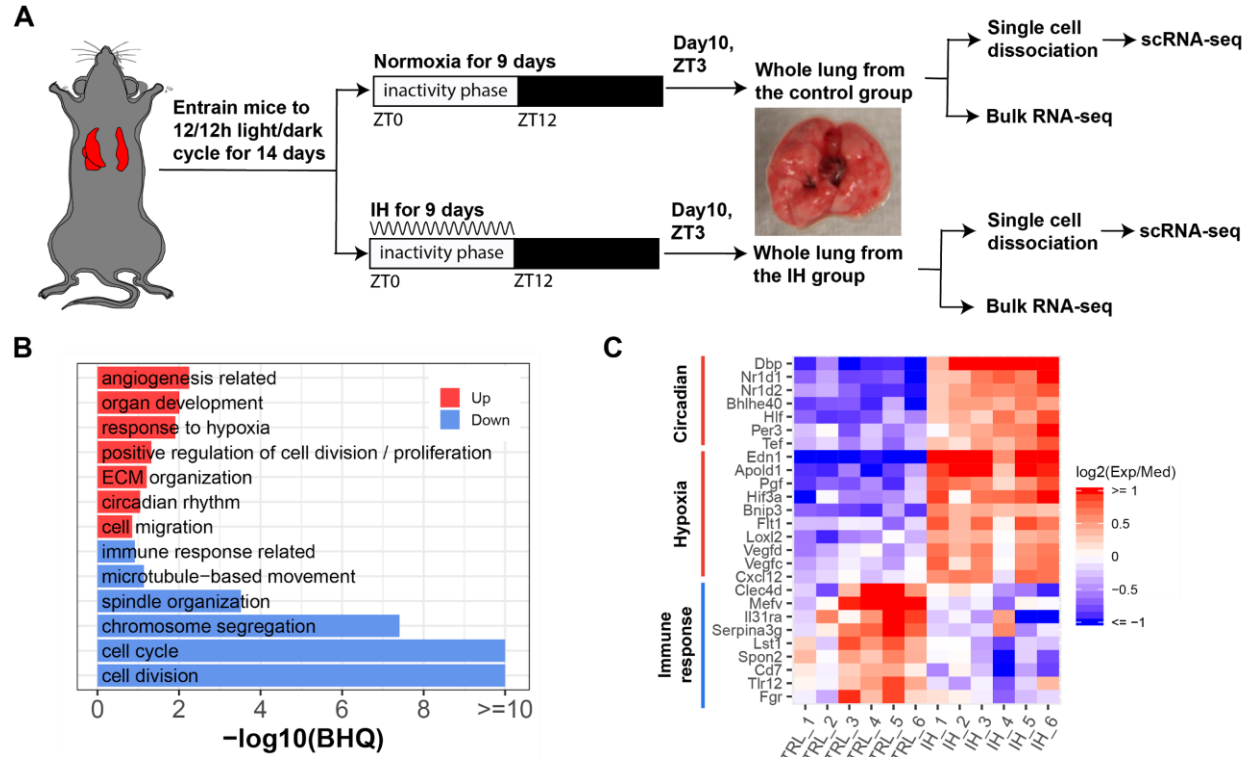 A
Entrain mice to
12/12h light/dark
cycle for 14 days
Normoxia for 9 days
inactivity phase
ZT0
ZT12
Day10,
ZT3
Whole lung from
the control group
Single cell
dissociation
scRNA-seq
Bulk RNA-seq
IH for 9 days
inactivity phase
ZT0
ZT12
Day10,
ZT3
Whole lung from
the IH group
Single cell
dissociation
scRNA-seq
Bulk RNA-seq
B
angiogenesis related
organ development
response to hypoxia
positive regulation of cell division / proliferation
ECM organization
circadian rhythm
cell migration
immune response related
microtubule−based movement
spindle organization
chromosome segregation
cell cycle
cell division
Up
Down
0
2
4
6
8
>=10
−log10(BHQ)
C
Circadian
Hypoxia
Immune
response
Dbp
Nr1d1
Nr1d2
Bhlhe40
Hlf
Per3
Tef
Edn1
Apold1
Pgf
Hif3a
Bnip3
Flt1
Loxl2
Vegfd
Vegfc
Cxcl12
Clec4d
Mefv
Il31ra
Serpina3g
Lst1
Spon2
Cd7
Tlr12
Fgr
TRL_1
TRL_2
TRL_3
TRL_4
TRL_5
TRL_6
IH_1
IH_2
IH_3
IH_4
IH_5
IH_6
log2(Exp/Med)
>= 1
0.5
0
−0.5
<= −1